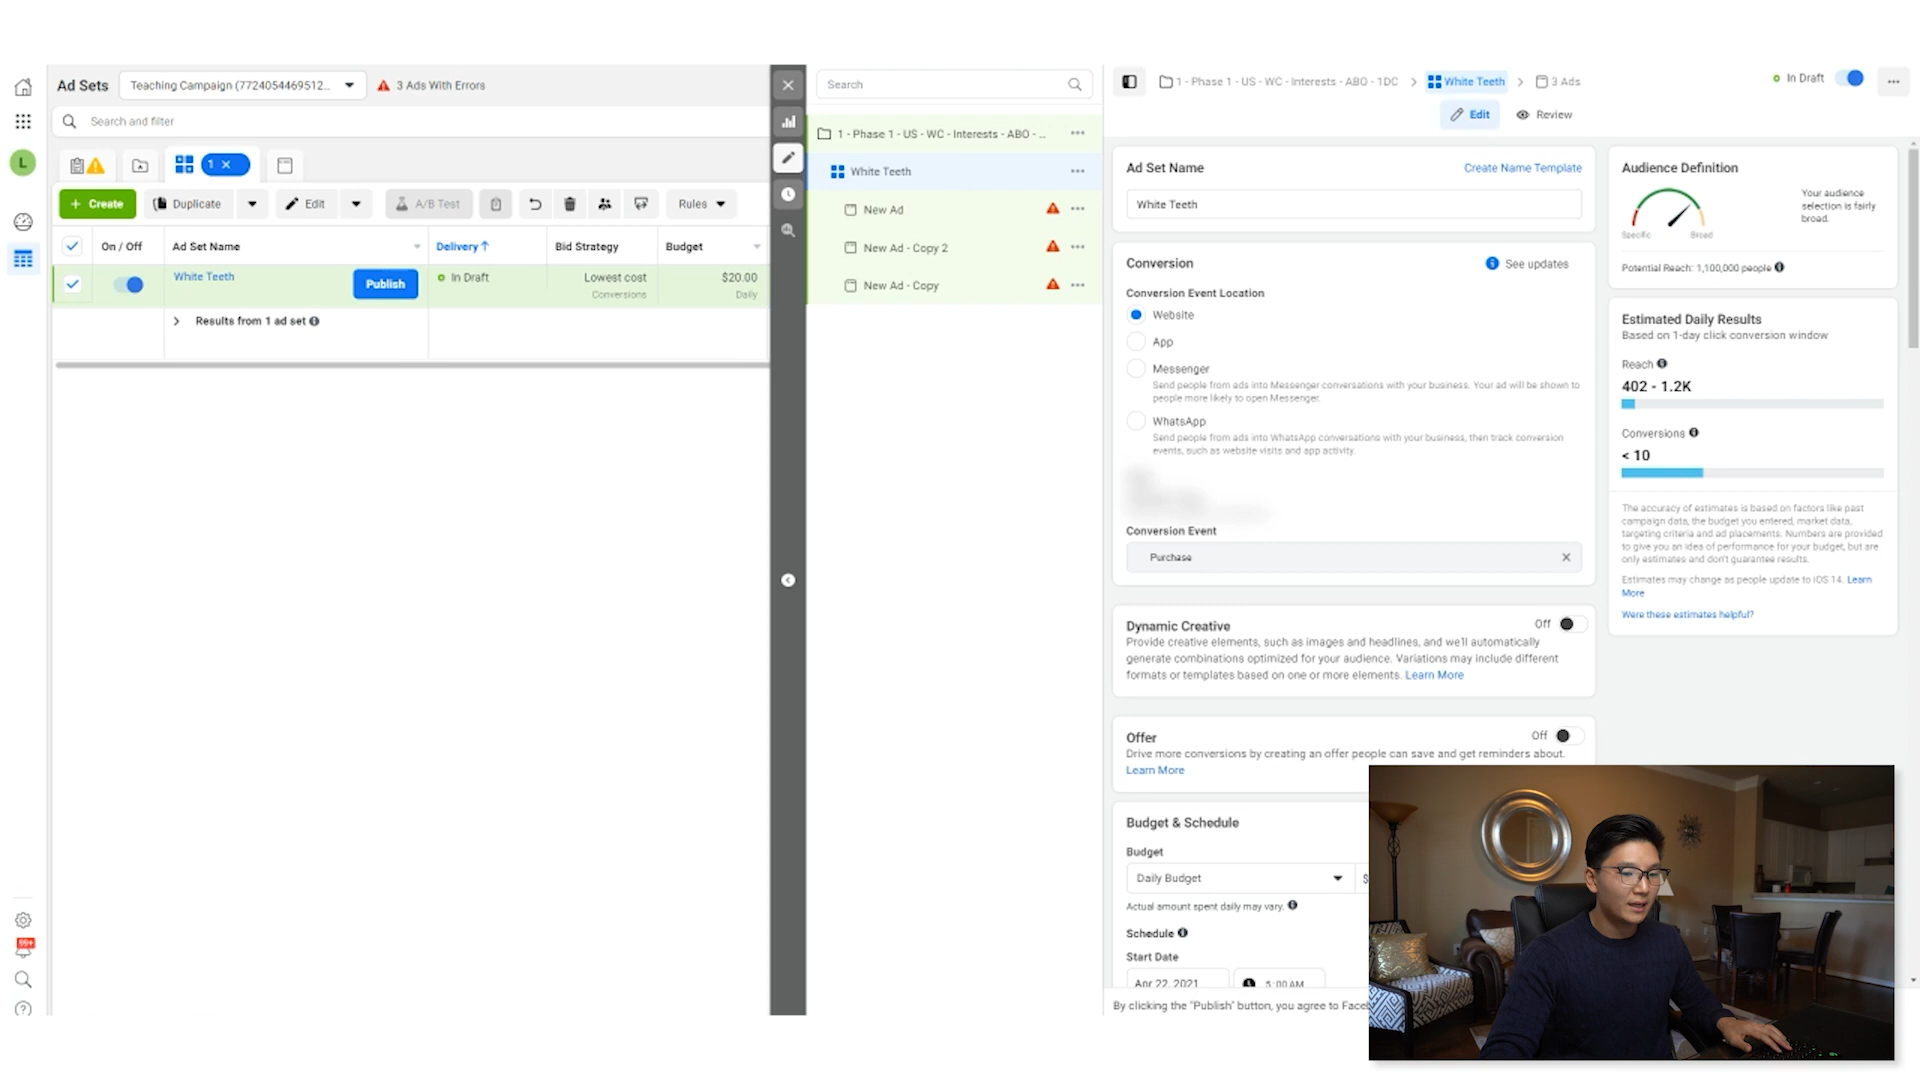 Ad Sets
Teaching Campaign (7724054469512...
3 Ads With Errors
Search and filter
L
1 ×
+ Create
Duplicate
Edit
A/B Test
Rules
On / Off
Ad Set Name
Delivery ↑
Bid Strategy
Budget
White Teeth
Publish
In Draft
Lowest cost
Conversions
$20.00
Daily
Results from 1 ad set
99+
Search
1 - Phase 1 - US - WC - Interests - ABO - ...
White Teeth
New Ad
New Ad - Copy 2
New Ad - Copy
1 - Phase 1 - US - WC - Interests - ABO - 1DC
White Teeth
3 Ads
In Draft
Edit
Review
Ad Set Name
Create Name Template
White Teeth
Conversion
See updates
Conversion Event Location
Website
App
Messenger
Send people from ads into Messenger conversations with your business. Your ad will be shown to
people more likely to open Messenger.
WhatsApp
Send people from ads into WhatsApp conversations with your business, then track conversion
events, such as website visits and app activity.
Conversion Event
Purchase
Dynamic Creative
Off
Provide creative elements, such as images and headlines, and we'll automatically
generate combinations optimized for your audience. Variations may include different
formats or templates based on one or more elements. Learn More
Offer
Off
Drive more conversions by creating an offer people can save and get reminders about.
Learn More
Budget & Schedule
Budget
Daily Budget
$
Actual amount spent daily may vary.
Schedule
Start Date
Apr 22, 2021
5:00 AM
By clicking the "Publish" button, you agree to Face
Audience Definition
Your audience
selection is fairly
broad.
Specific
Broad
Potential Reach: 1,100,000 people
Estimated Daily Results
Based on 1-day click conversion window
Reach
402 - 1.2K
Conversions
< 10
The accuracy of estimates is based on factors like past
campaign data, the budget you entered, market data,
targeting criteria and ad placements. Numbers are provided
to give you an idea of performance for your budget, but are
only estimates and don't guarantee results.
Estimates may change as people update to iOS 14. Learn
More
Were these estimates helpful?